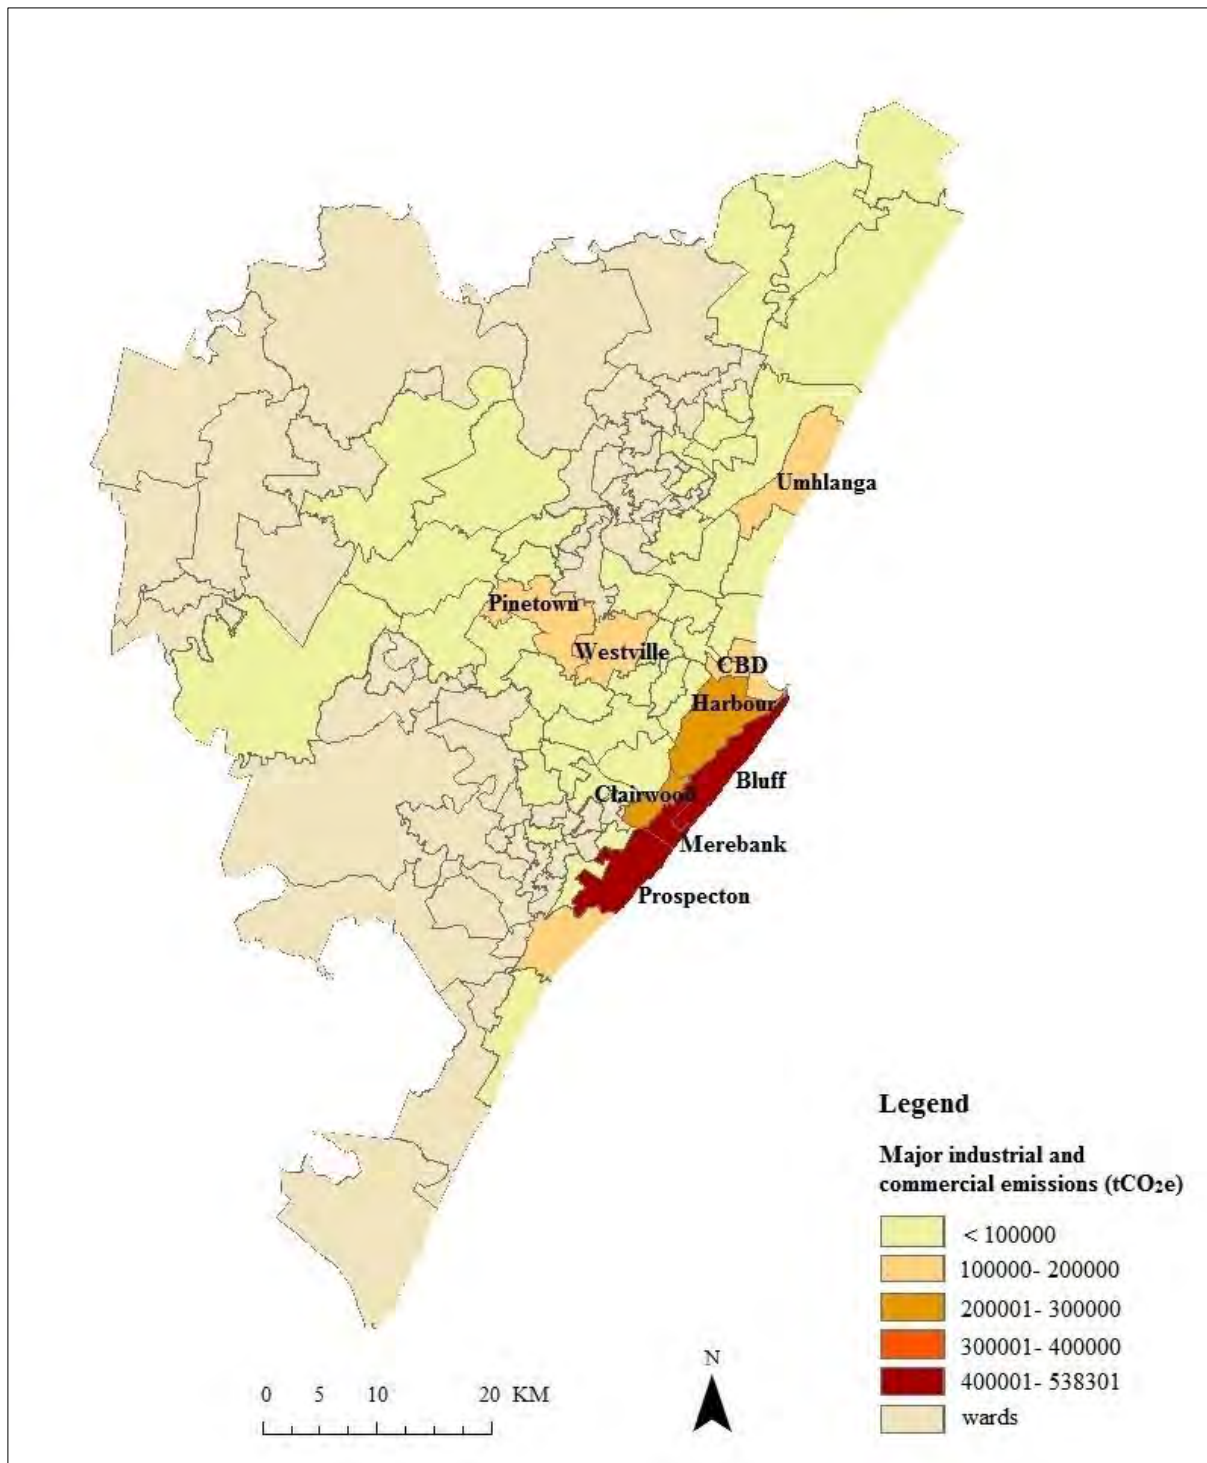 Umhlanga
Pinetown
Westville
CBD
Harbour
Bluff
Clairwood
Merebank
Prospecton
Legend
Major industrial and
commercial emissions (tCO₂e)
< 100000
100000- 200000
200001- 300000
300001- 400000
400001- 538301
wards
N
0 5 10 20 KM